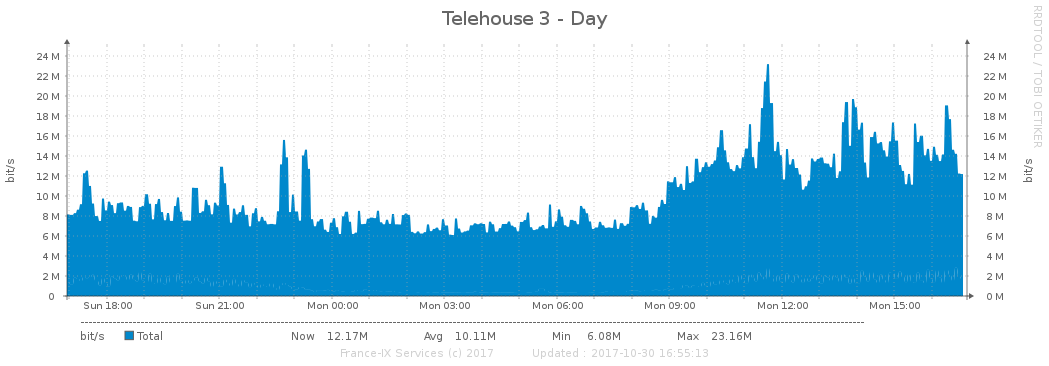 Telehouse 3 - Day
RRDTOOL / TOBI OETIKER
bit/s
24 M 24 M
22 M 22 M
20 M 20 M
18 M 18 M
16 M 16 M
14 M 14 M
12 M 12 M
10 M 10 M
8 M 8 M
6 M 6 M
4 M 4 M
2 M 2 M
0 0 M
bit/s
Sun 18:00 Sun 21:00 Mon 00:00 Mon 03:00 Mon 06:00 Mon 09:00 Mon 12:00 Mon 15:00
bit/s Total Now 12.17M Avg 10.11M Min 6.08M Max 23.16M
France-IX Services (c) 2017 Updated : 2017-10-30 16:55:13